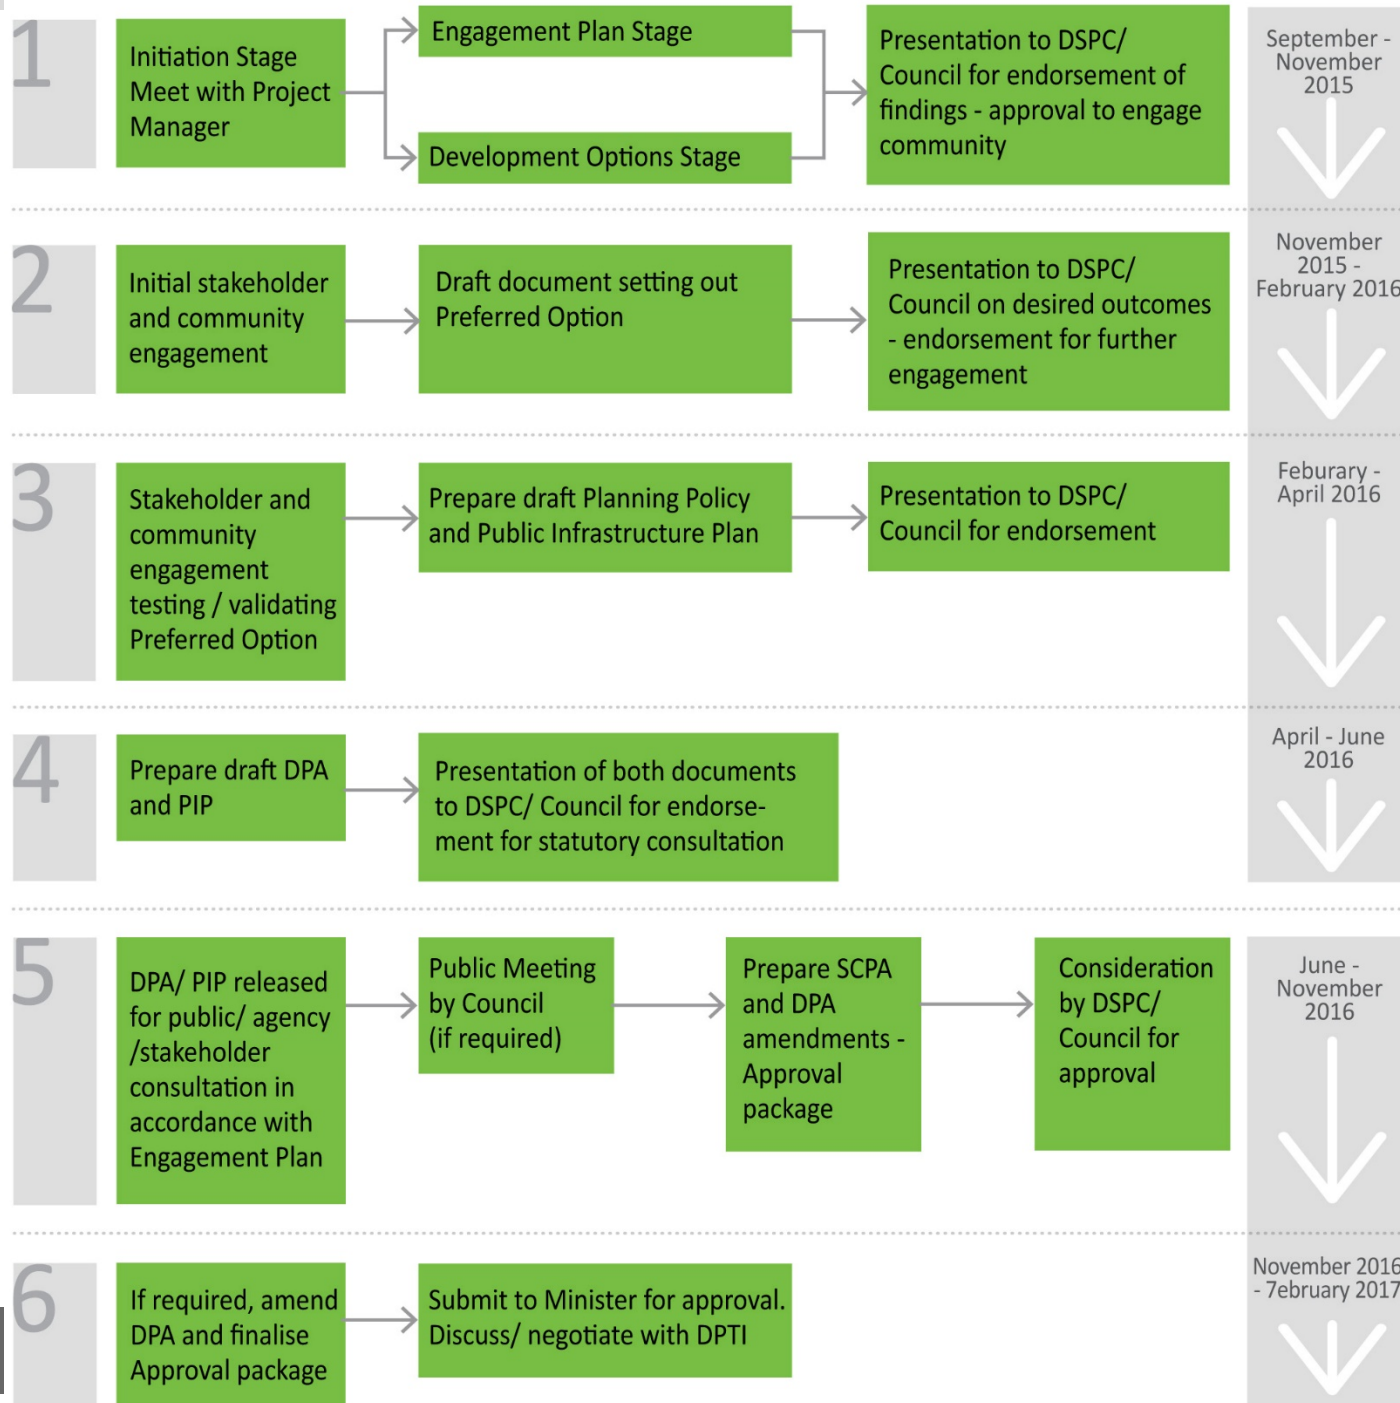 1
Initiation Stage
Meet with Project
Manager
Engagement Plan Stage
Development Options Stage
Presentation to DSPC/
Council for endorsement of
findings - approval to engage
community
September -
November
2015
2
Initial stakeholder
and community
engagement
Draft document setting out
Preferred Option
Presentation to DSPC/
Council on desired outcomes
- endorsement for further
engagement
November
2015 -
February 2016
3
Stakeholder and
community
engagement
testing / validating
Preferred Option
Prepare draft Planning Policy
and Public Infrastructure Plan
Presentation to DSPC/
Council for endorsement
Feburary -
April 2016
4
Prepare draft DPA
and PIP
Presentation of both documents
to DSPC/ Council for endorse-
ment for statutory consultation
April - June
2016
5
DPA/ PIP released
for public/ agency
/stakeholder
consultation in
accordance with
Engagement Plan
Public Meeting
by Council
(if required)
Prepare SCPA
and DPA
amendments -
Approval
package
Consideration
by DSPC/
Council for
approval
June -
November
2016
6
If required, amend
DPA and finalise
Approval package
Submit to Minister for approval.
Discuss/ negotiate with DPTI
November 2016
- 7ebruary 2017